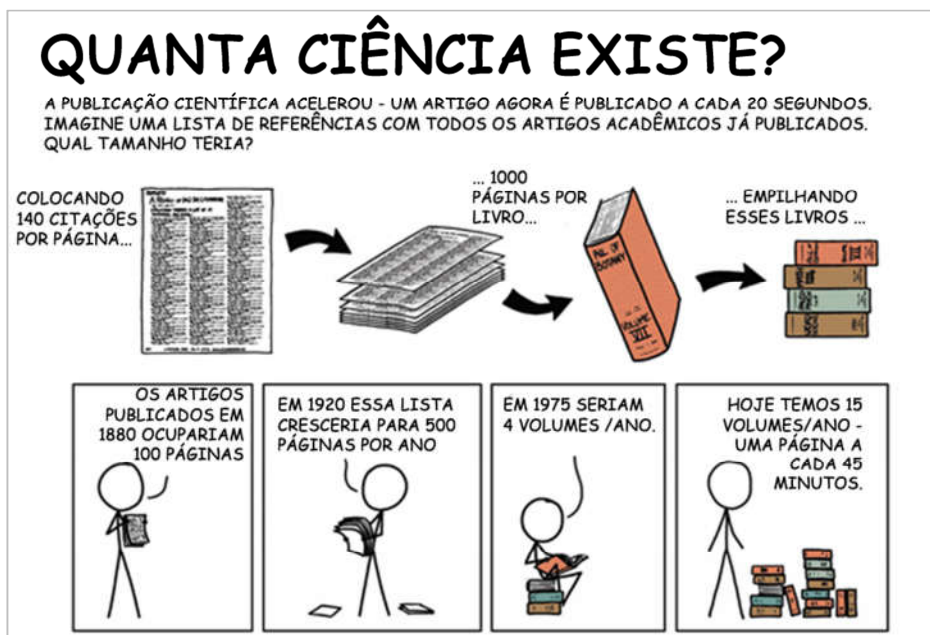 QUANTA CIÊNCIA EXISTE?
A PUBLICAÇÃO CIENTÍFICA ACELEROU - UM ARTIGO AGORA É PUBLICADO A CADA 20 SEGUNDOS.
IMAGINE UMA LISTA DE REFERÊNCIAS COM TODOS OS ARTIGOS ACADÊMICOS JÁ PUBLICADOS.
QUAL TAMANHO TERIA?
COLOCANDO
140 CITAÇÕES
POR PÁGINA...
... 1000
PÁGINAS POR
LIVRO...
... EMPILHANDO
ESSES LIVROS ...
BOTANY
VOLUME
VII
OS ARTIGOS
PUBLICADOS EM
1880 OCUPARIAM
100 PÁGINAS
EM 1920 ESSA LISTA
CRESCERIA PARA 500
PÁGINAS POR ANO
EM 1975 SERIAM
4 VOLUMES /ANO.
HOJE TEMOS 15
VOLUMES/ANO -
UMA PÁGINA A
CADA 45
MINUTOS.